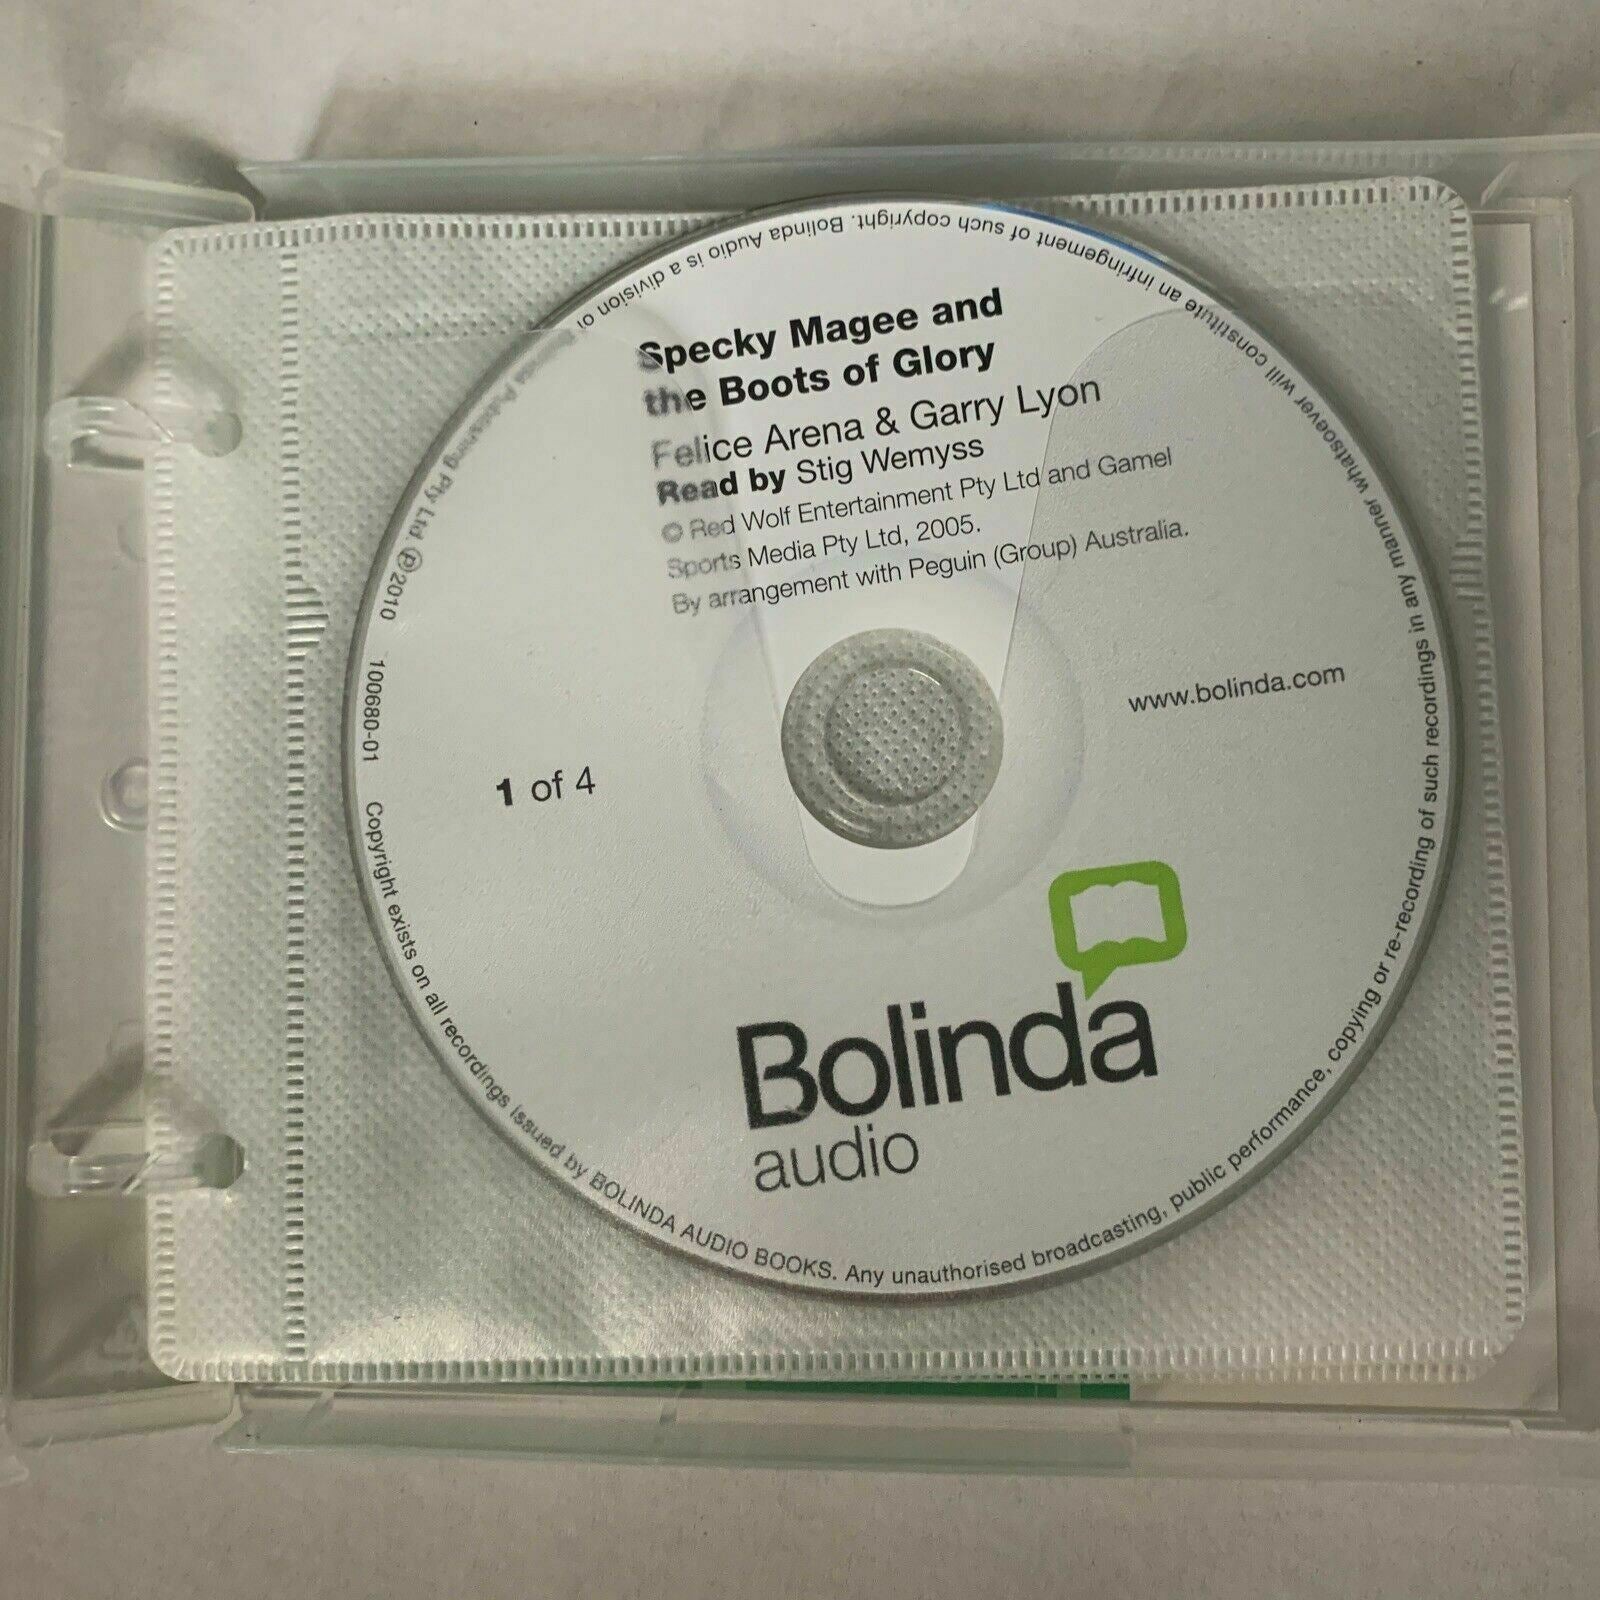 Specky Magee and
the Boots of Glory
Felice Arena & Garry Lyon
Read by Stig Wemyss
© Red Wolf Entertainment Pty Ltd and Gamel
Sports Media Pty Ltd, 2005.
By arrangement with Peguin (Group) Australia.
www.bolinda.com
1 of 4
Bolinda
audio
Copyright exists on all recordings issued by BOLINDA AUDIO BOOKS. Any unauthorised broadcasting, public performance, copying or re-recording of such recordings in any manner whatsoever will constitute an infringement of such copyright. Bolinda Audio is a division of Publishing Pty Ltd ℗2010
100680-01